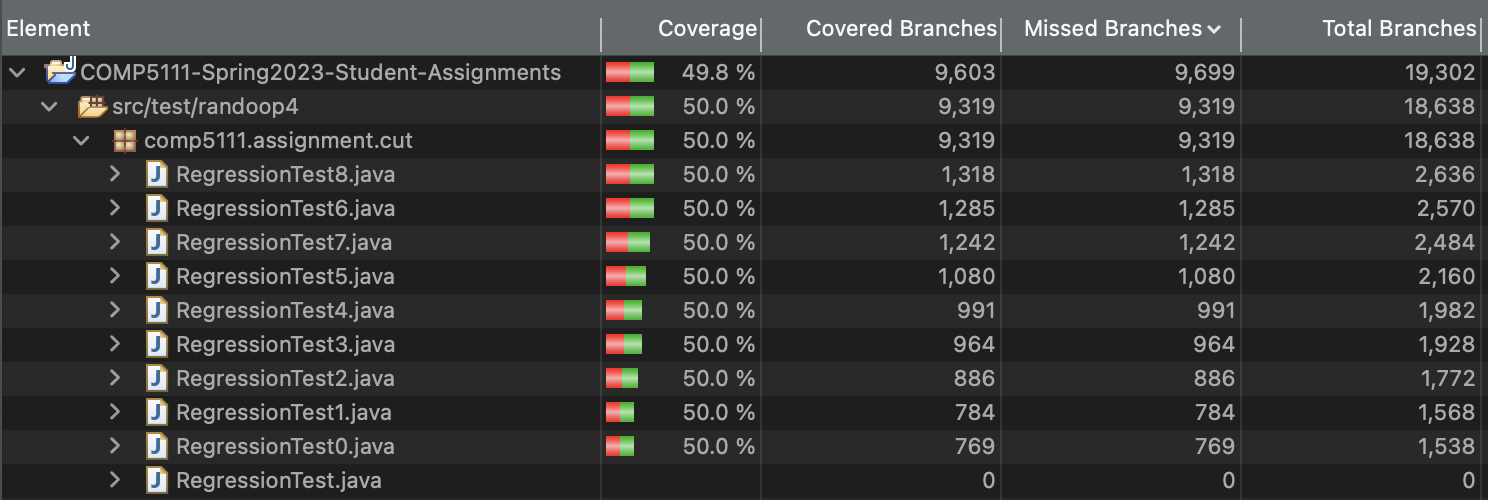 Element Coverage Covered Branches Missed Branches Total Branches
COMP5111-Spring2023-Student-Assignments 49.8 % 9,603 9,699 19,302
src/test/randoop4 50.0 % 9,319 9,319 18,638
comp5111.assignment.cut 50.0 % 9,319 9,319 18,638
RegressionTest8.java 50.0 % 1,318 1,318 2,636
RegressionTest6.java 50.0 % 1,285 1,285 2,570
RegressionTest7.java 50.0 % 1,242 1,242 2,484
RegressionTest5.java 50.0 % 1,080 1,080 2,160
RegressionTest4.java 50.0 % 991 991 1,982
RegressionTest3.java 50.0 % 964 964 1,928
RegressionTest2.java 50.0 % 886 886 1,772
RegressionTest1.java 50.0 % 784 784 1,568
RegressionTest0.java 50.0 % 769 769 1,538
RegressionTest.java 0 0 0